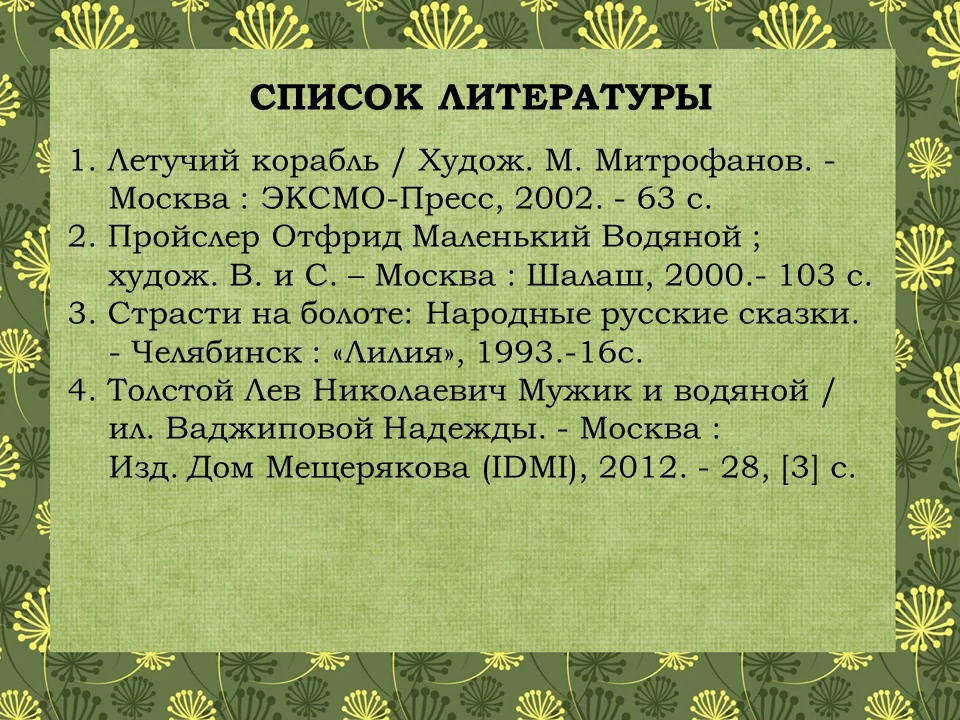 СПИСОК ЛИТЕРАТУРЫ
1. Летучий корабль / Худож. М. Митрофанов. -
Москва : ЭКСМО-Пресс, 2002. - 63 с.
2. Пройслер Отфрид Маленький Водяной ;
худож. В. и С. – Москва : Шалаш, 2000.- 103 с.
3. Страсти на болоте: Народные русские сказки.
- Челябинск : «Лилия», 1993.-16с.
4. Толстой Лев Николаевич Мужик и водяной /
ил. Ваджиповой Надежды. - Москва :
Изд. Дом Мещерякова (IDMI), 2012. - 28, [3] с.